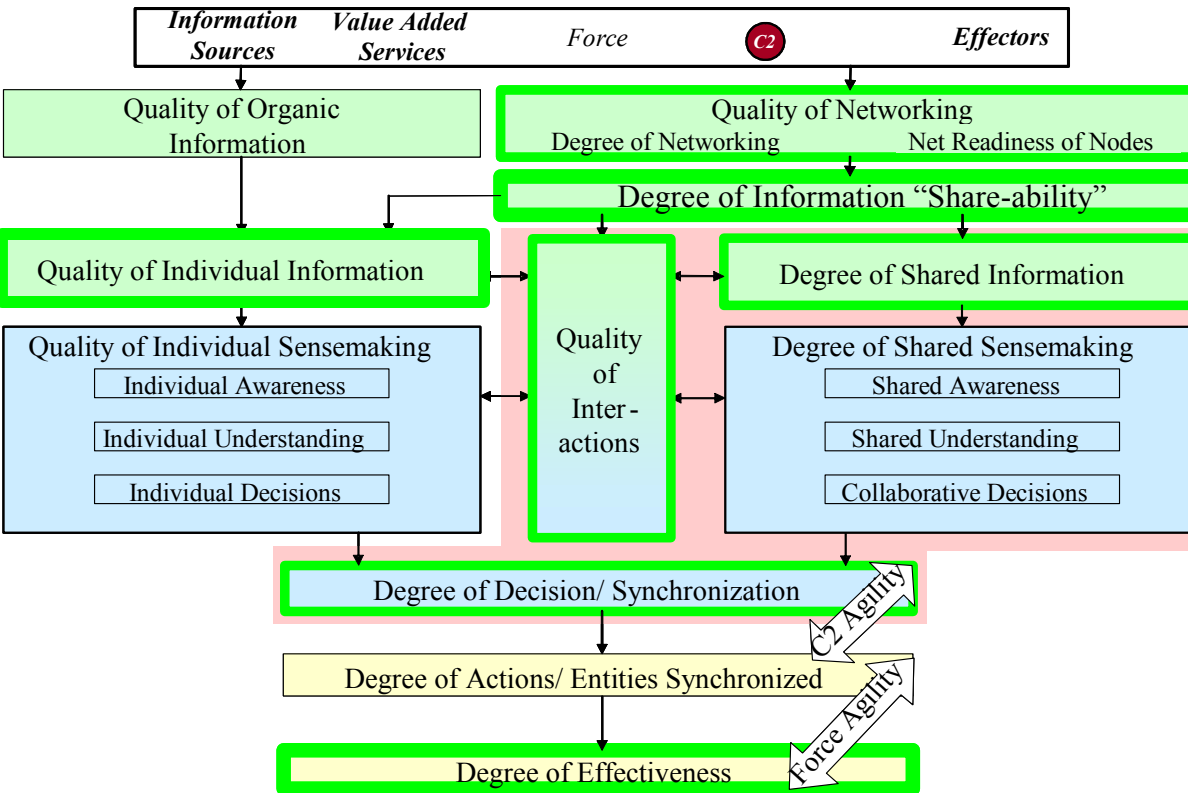 Information
Sources
Value Added
Services
Force
C2
Effectors
Quality of Organic
Information
Quality of Networking
Degree of Networking
Net Readiness of Nodes
Degree of Information “Share-ability”
Quality of Individual Information
Quality
of
Inter-
actions
Degree of Shared Information
Quality of Individual Sensemaking
Individual Awareness
Individual Understanding
Individual Decisions
Degree of Shared Sensemaking
Shared Awareness
Shared Understanding
Collaborative Decisions
Degree of Decision/ Synchronization
C2 Agility
Degree of Actions/ Entities Synchronized
Force Agility
Degree of Effectiveness